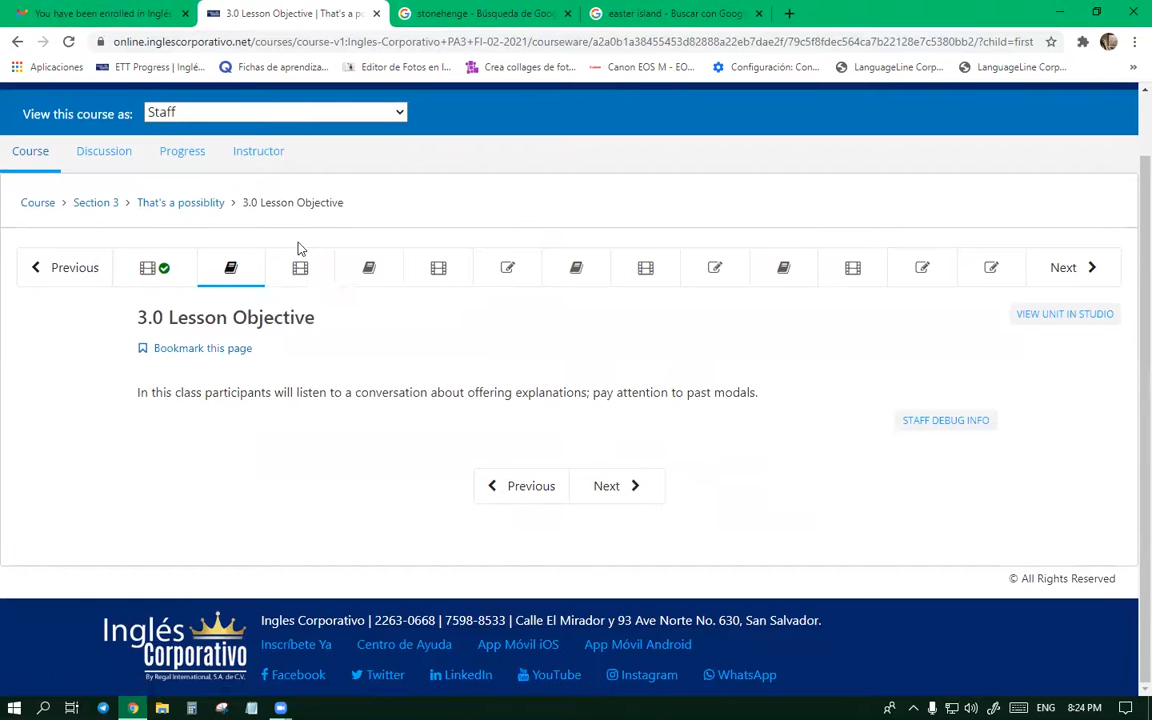 You have been enrolled in Inglés
3.0 Lesson Objective | That's a po
stonehenge - Búsqueda de Goog
easter island - Buscar con Google
online.inglescorporativo.net/courses/course-v1:Ingles-Corporativo+PA3+FI-02-2021/courseware/a2a0b1a38455453d82888a22eb7dae2f/79c5f8fdec564ca7b22128e7c5380bb2/?child=first
Aplicaciones
ETT Progress | Inglé...
Fichas de aprendiza...
Editor de Fotos en l...
Crea collages de fot...
Canon EOS M - EO...
Configuración: Con...
LanguageLine Corp...
LanguageLine Corp...
View this course as: Staff
Course Discussion Progress Instructor
Course > Section 3 > That's a possiblity > 3.0 Lesson Objective
Previous
Next
3.0 Lesson Objective
VIEW UNIT IN STUDIO
Bookmark this page
In this class participants will listen to a conversation about offering explanations; pay attention to past modals.
STAFF DEBUG INFO
Previous Next
© All Rights Reserved
Inglés Corporativo
By Regal International, S.A. de C.V.
Ingles Corporativo | 2263-0668 | 7598-8533 | Calle El Mirador y 93 Ave Norte No. 630, San Salvador.
Inscríbete Ya Centro de Ayuda App Móvil iOS App Móvil Android
Facebook Twitter LinkedIn YouTube Instagram WhatsApp
ENG 8:24 PM